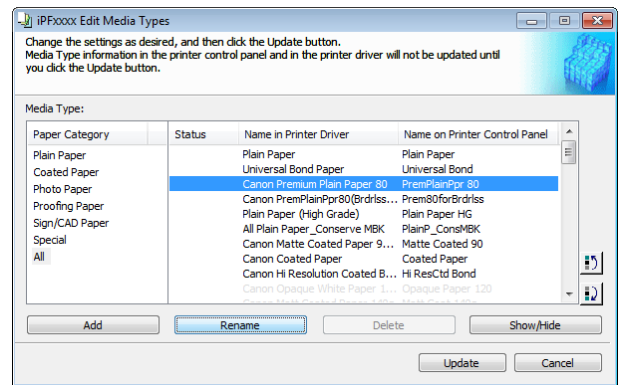 iPFxxxx Edit Media Types
Change the settings as desired, and then click the Update button.
Media Type information in the printer control panel and in the printer driver will not be updated until
you click the Update button.
Media Type:
Paper Category Status Name in Printer Driver Name on Printer Control Panel
Plain Paper Plain Paper Plain Paper
Coated Paper Universal Bond Paper Universal Bond
Photo Paper Canon Premium Plain Paper 80 PremPlainPpr 80
Proofing Paper Canon PremPlainPpr80(Brdrlss... Prem80forBrdrlss
Sign/CAD Paper Plain Paper (High Grade) Plain Paper HG
Special All Plain Paper_Conserve MBK PlainP_ConsMBK
All Canon Matte Coated Paper 9... Matte Coated 90
Canon Coated Paper Coated Paper
Canon Hi Resolution Coated B... Hi ResCtd Bond
Canon Opaque White Paper 1... Opaque Paper 120
Add Rename Delete Show/Hide
Update Cancel